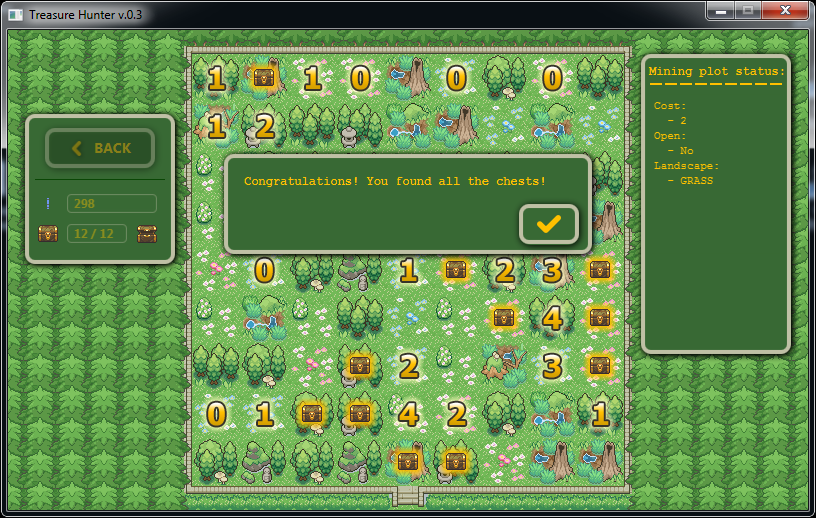 Treasure Hunter v.0.3
1 1 0 0 0
1 2
BACK
298
12 / 12
Congratulations! You found all the chests!
Mining plot status:
Cost:
- 2
Open:
- No
Landscape:
- GRASS
0 1 2 3
4
2 3
0 1 4 2 1